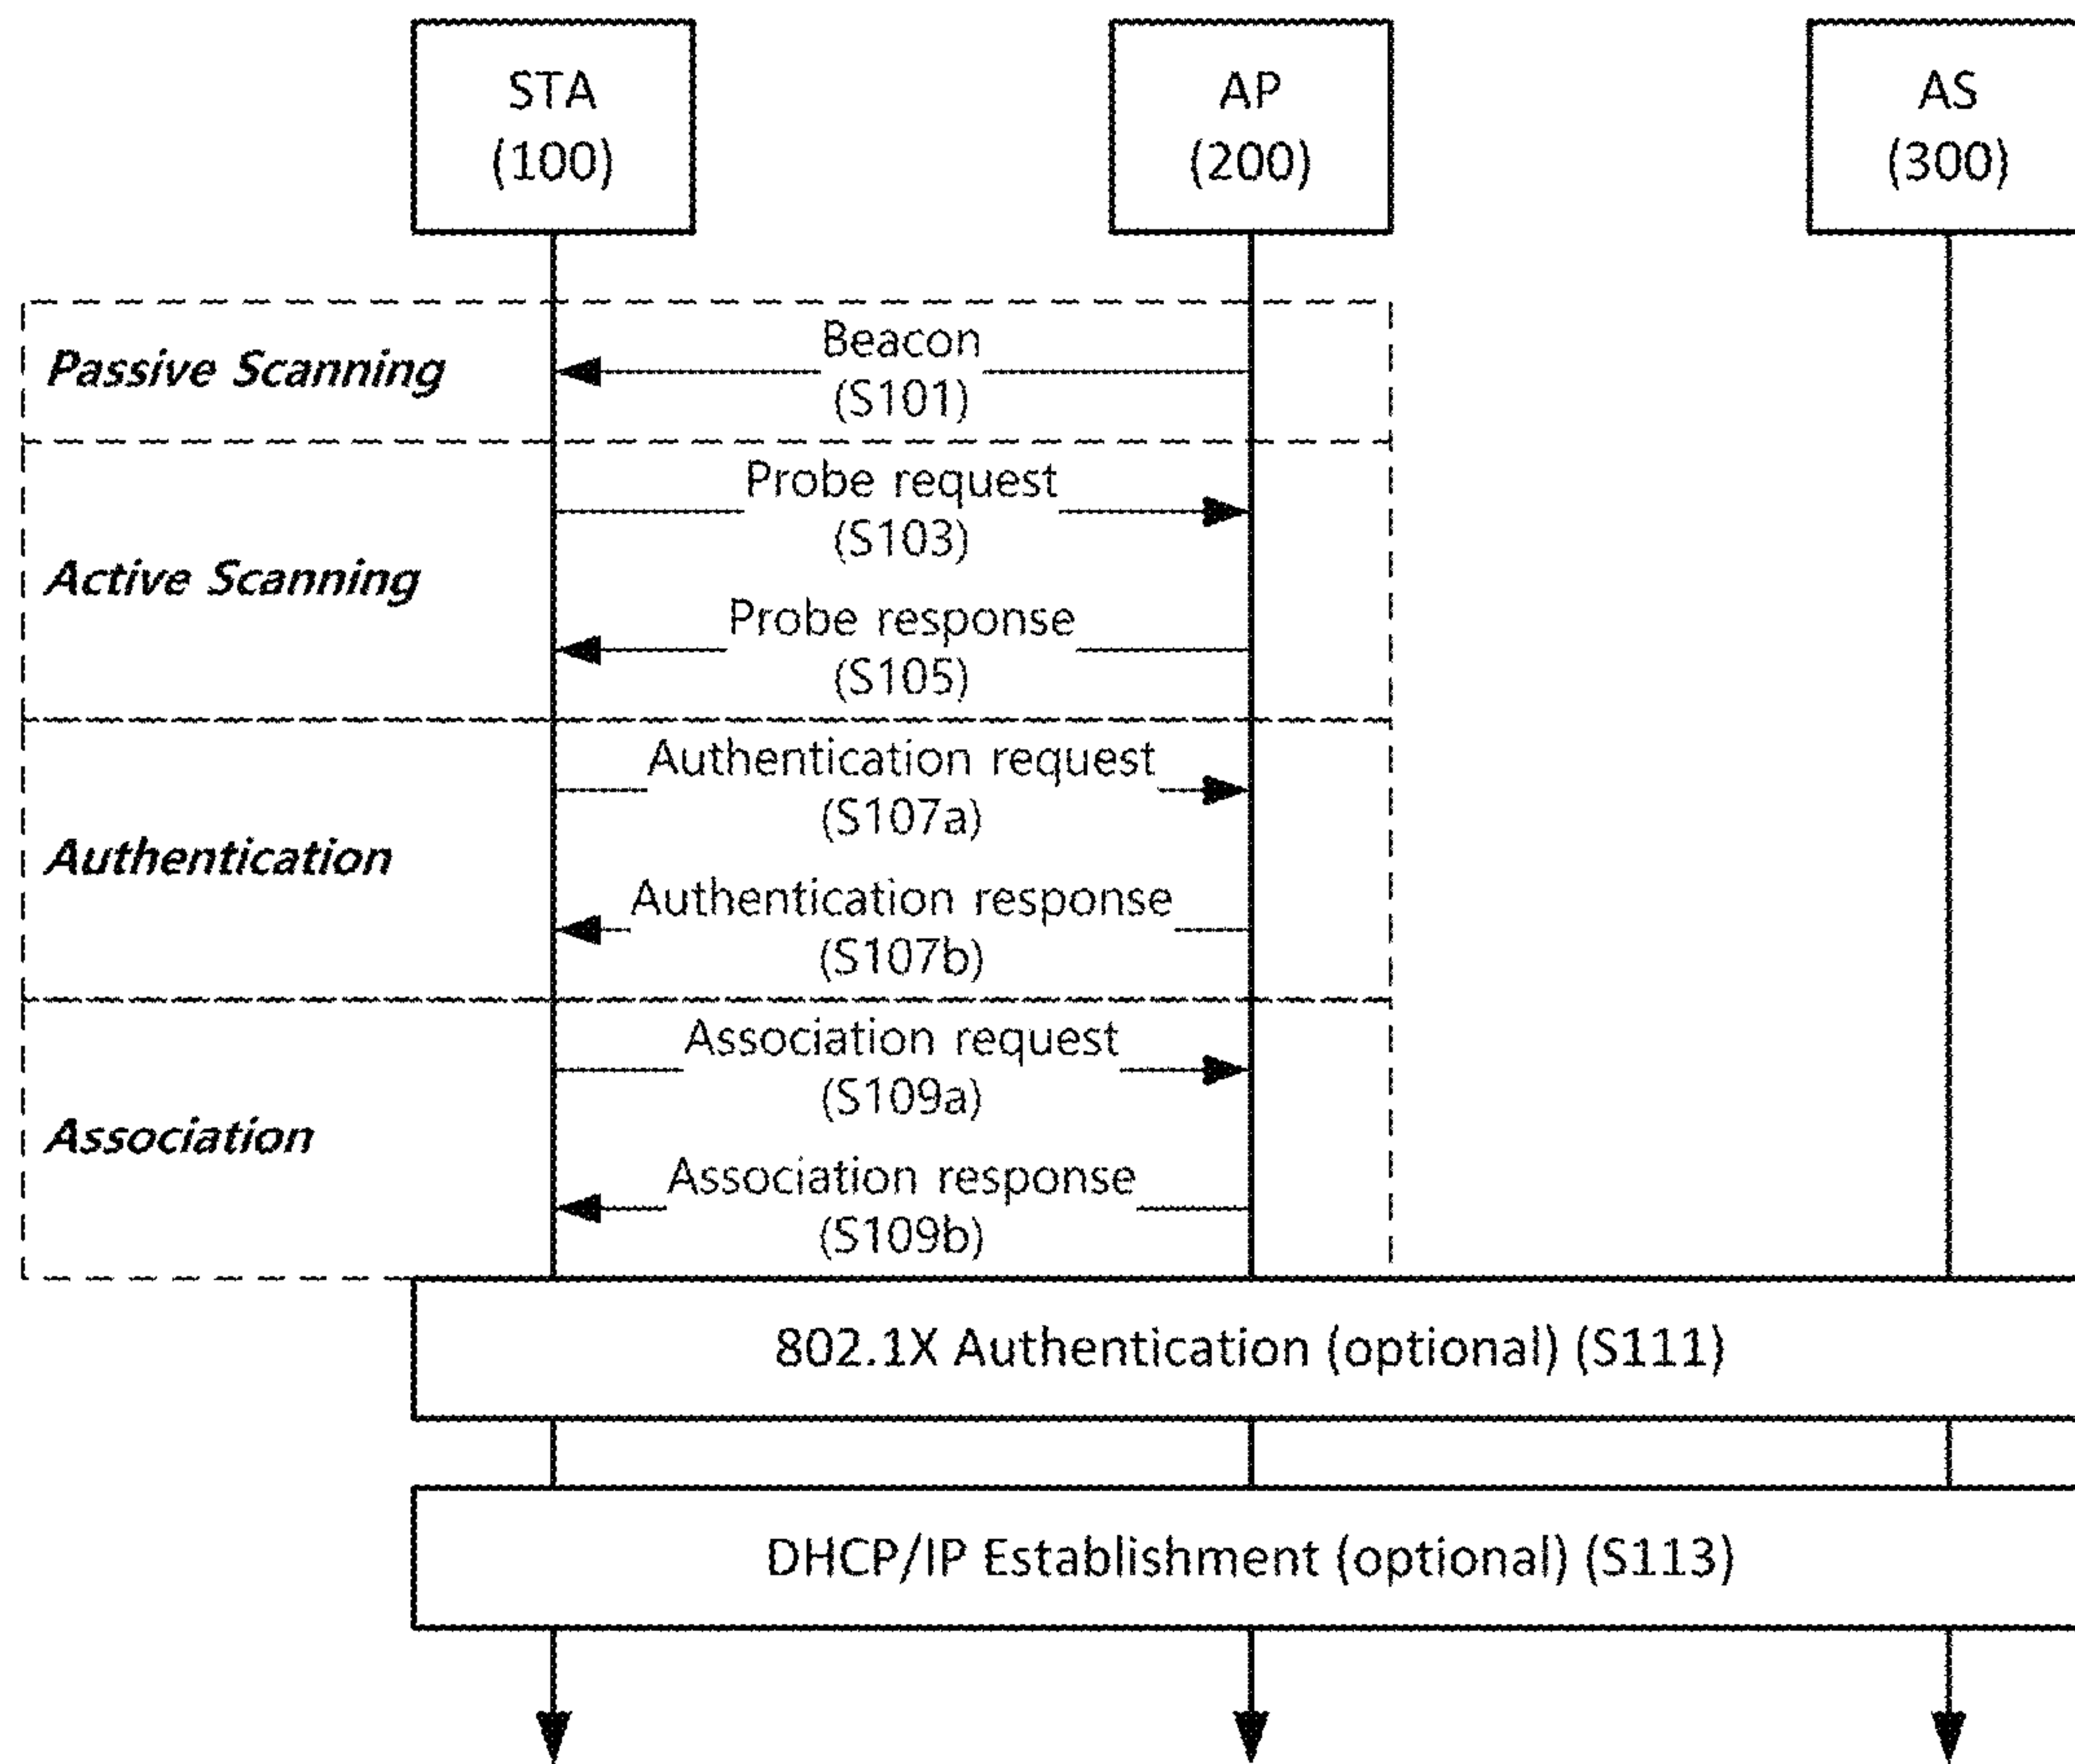 STA
(100)
AP
(200)
AS
(300)
Passive Scanning
Beacon
(S101)
Active Scanning
Probe request
(S103)
Probe response
(S105)
Authentication
Authentication request
(S107a)
Authentication response
(S107b)
Association
Association request
(S109a)
Association response
(S109b)
802.1X Authentication (optional) (S111)
DHCP/IP Establishment (optional) (S113)